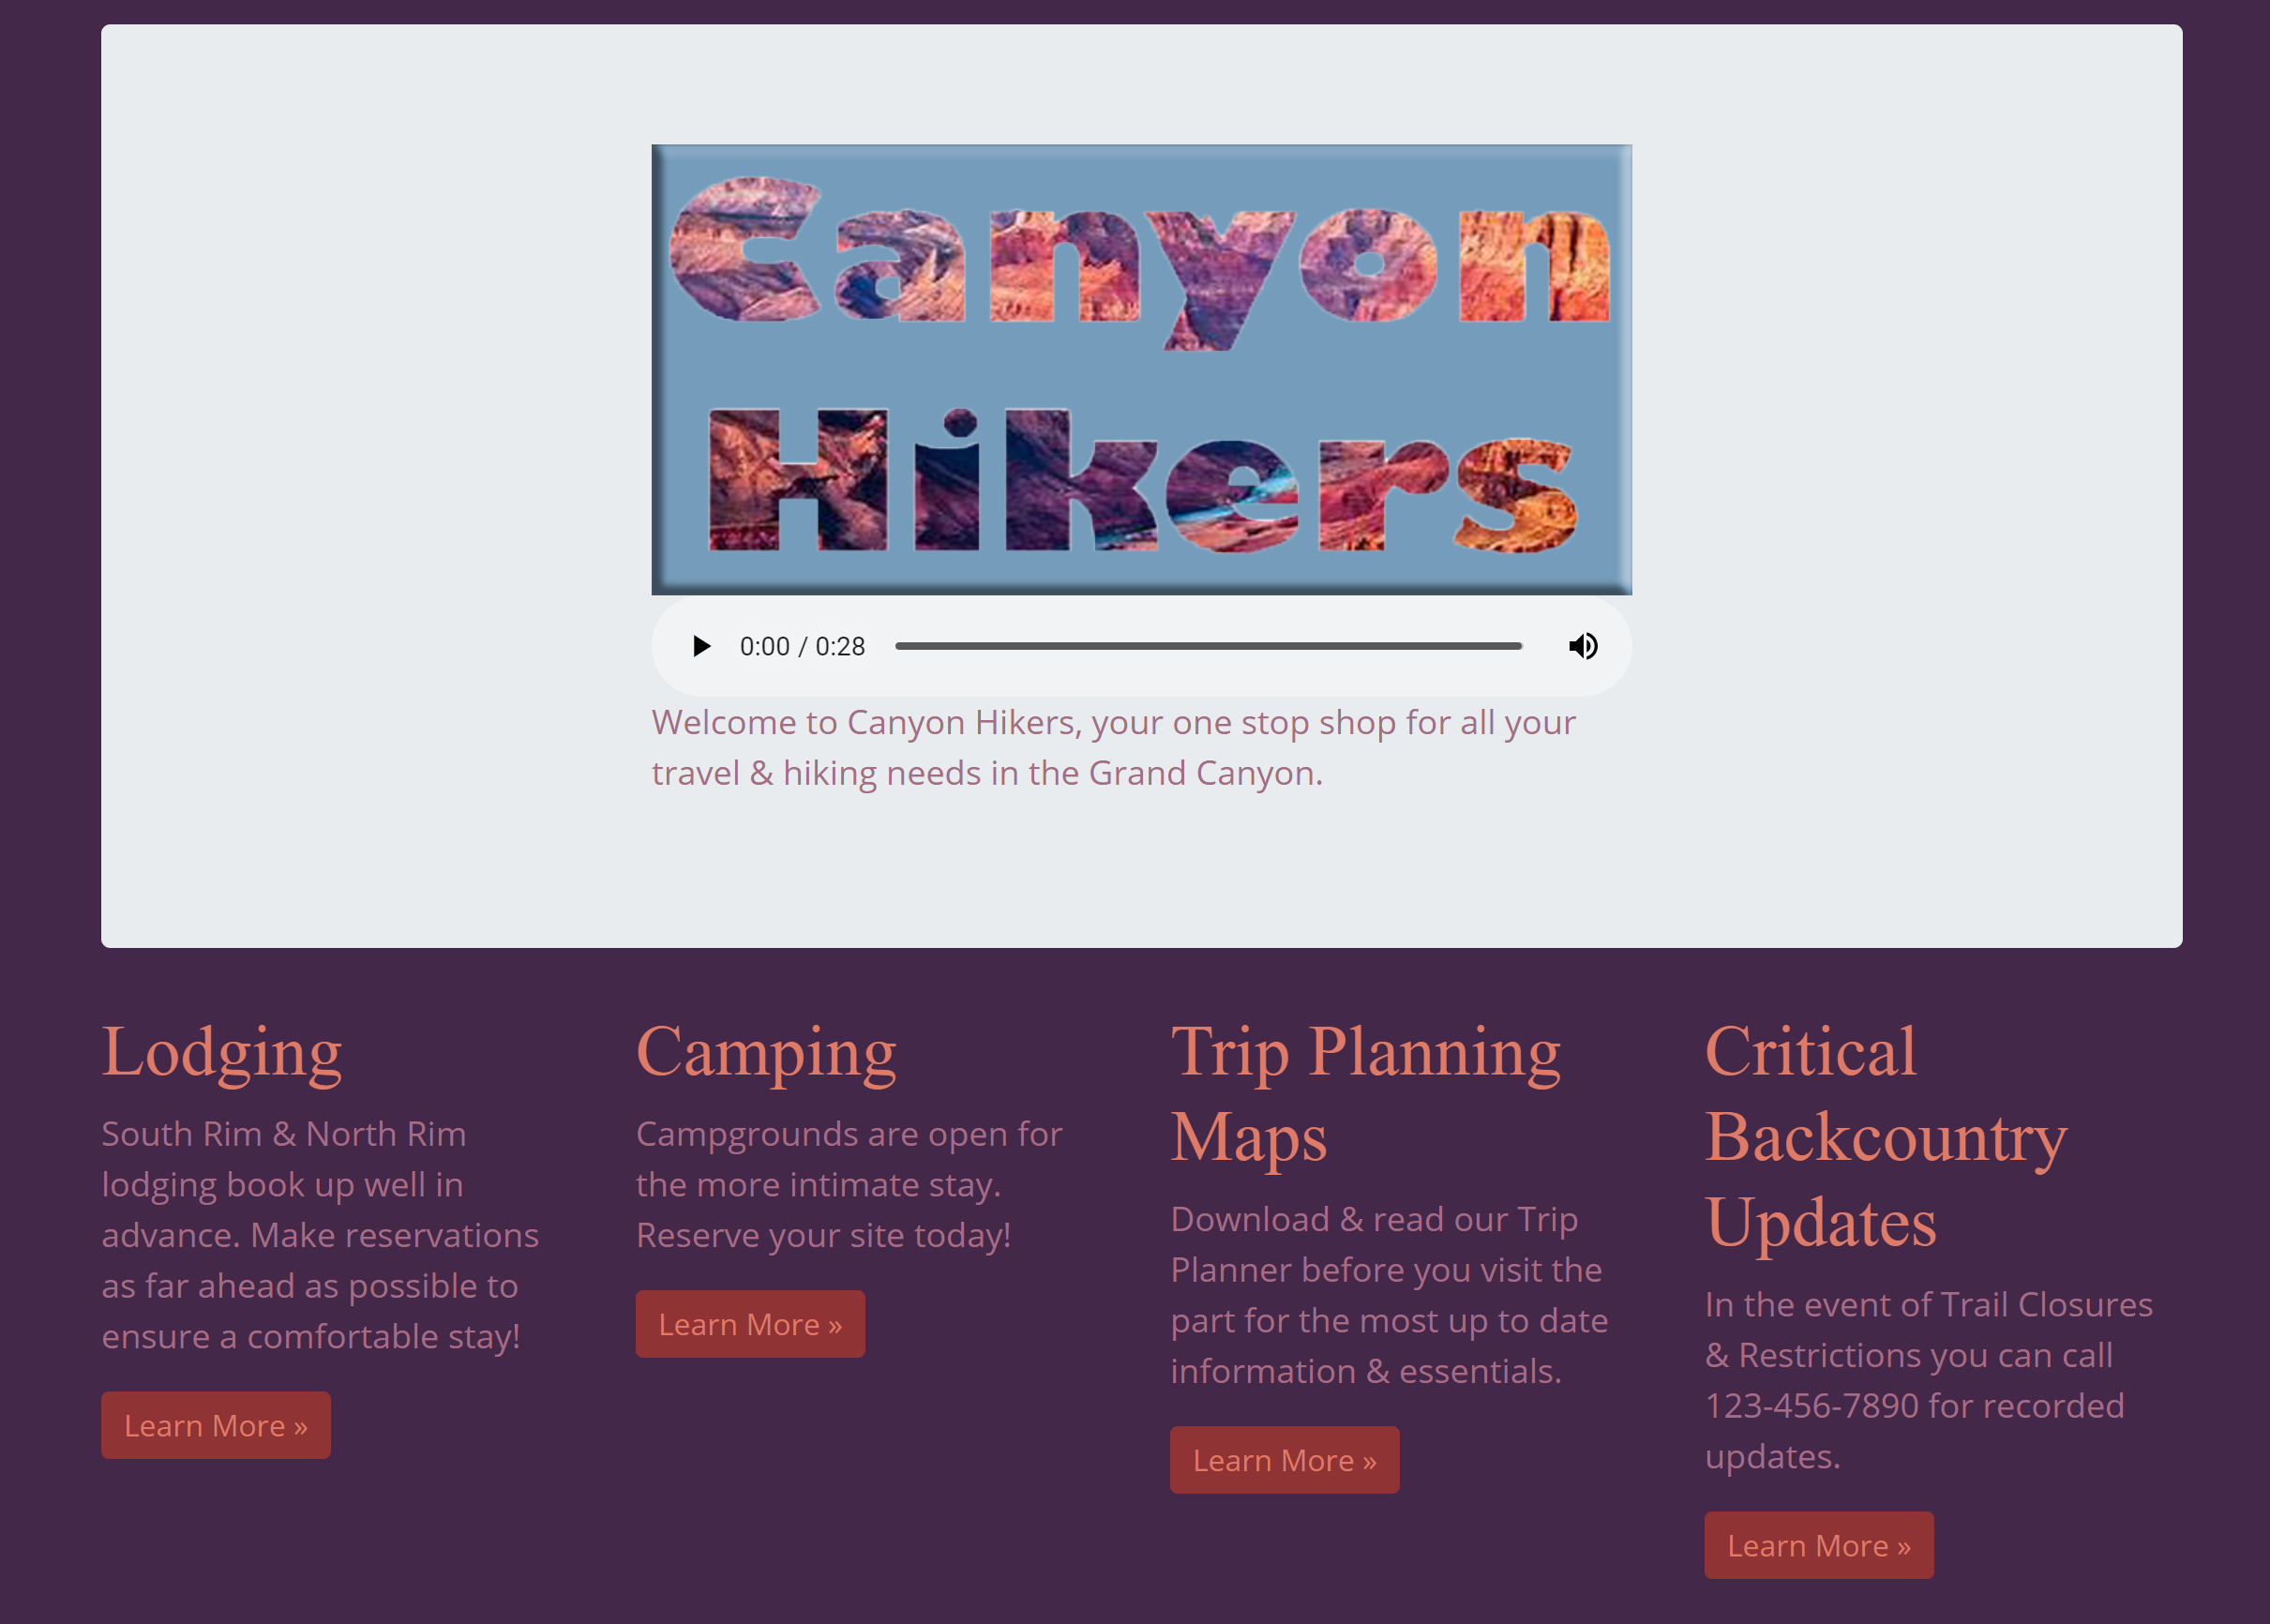 Canyon
Hikers
0:00 / 0:28
Welcome to Canyon Hikers, your one stop shop for all your
travel & hiking needs in the Grand Canyon.
Lodging
South Rim & North Rim
lodging book up well in
advance. Make reservations
as far ahead as possible to
ensure a comfortable stay!
Learn More »
Camping
Campgrounds are open for
the more intimate stay.
Reserve your site today!
Learn More »
Trip Planning
Maps
Download & read our Trip
Planner before you visit the
part for the most up to date
information & essentials.
Learn More »
Critical
Backcountry
Updates
In the event of Trail Closures
& Restrictions you can call
123-456-7890 for recorded
updates.
Learn More »